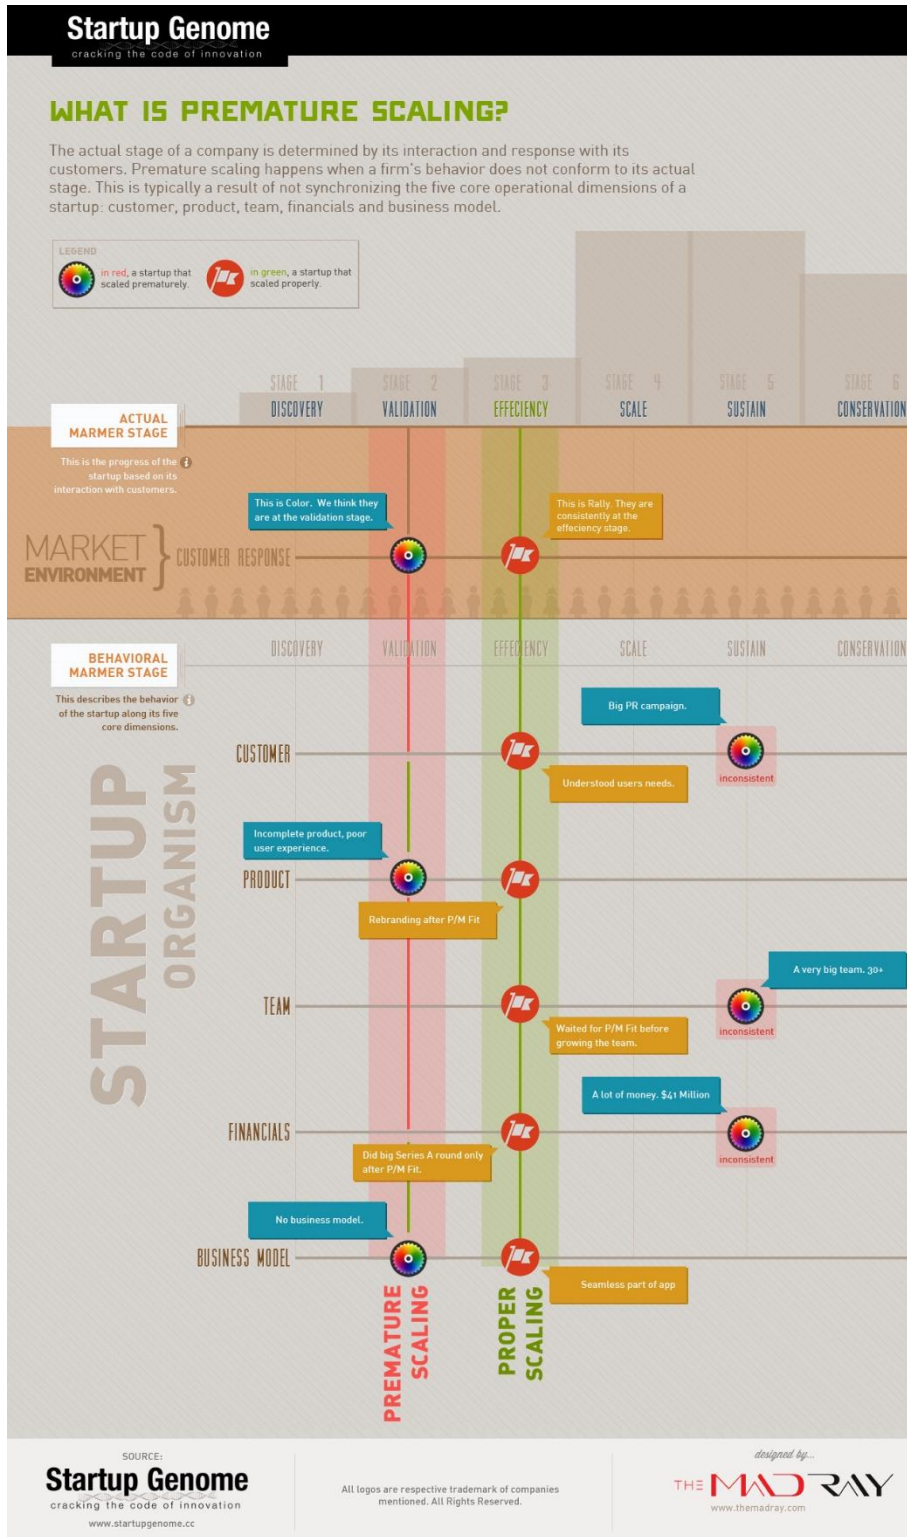 Startup Genome
cracking the code of innovation
WHAT IS PREMATURE SCALING?
The actual stage of a company is determined by its interaction and response with its
customers. Premature scaling happens when a firm's behavior does not conform to its actual
stage. This is typically a result of not synchronizing the five core operational dimensions of a
startup: customer, product, team, financials and business model.
LEGEND
in red, a startup that
scaled prematurely.
in green, a startup that
scaled properly.
STAGE 1
DISCOVERY
STAGE 2
VALIDATION
STAGE 3
EFFECIENCY
STAGE 4
SCALE
STAGE 5
SUSTAIN
STAGE 6
CONSERVATION
ACTUAL
MARMER STAGE
This is the progress of the
startup based on its
interaction with customers.
This is Color. We think they
are at the validation stage.
This is Rally. They are
consistently at the
effeciency stage.
MARKET
ENVIRONMENT
CUSTOMER RESPONSE
BEHAVIORAL
MARMER STAGE
This describes the behavior
of the startup along its five
core dimensions.
DISCOVERY
VALIDATION
EFFECIENCY
SCALE
SUSTAIN
CONSERVATION
STARTUP
ORGANISM
Big PR campaign.
CUSTOMER
inconsistent
Understood users needs.
Incomplete product, poor
user experience.
PRODUCT
Rebranding after P/M Fit
A very big team. 30+
TEAM
inconsistent
Waited for P/M Fit before
growing the team.
A lot of money. $41 Million
FINANCIALS
inconsistent
Did big Series A round only
after P/M Fit.
No business model.
BUSINESS MODEL
Seamless part of app
PREMATURE
SCALING
PROPER
SCALING
SOURCE:
Startup Genome
cracking the code of innovation
www.startupgenome.cc
All logos are respective trademark of companies
mentioned. All Rights Reserved.
designed by...
THE MAD RAY
www.themadray.com